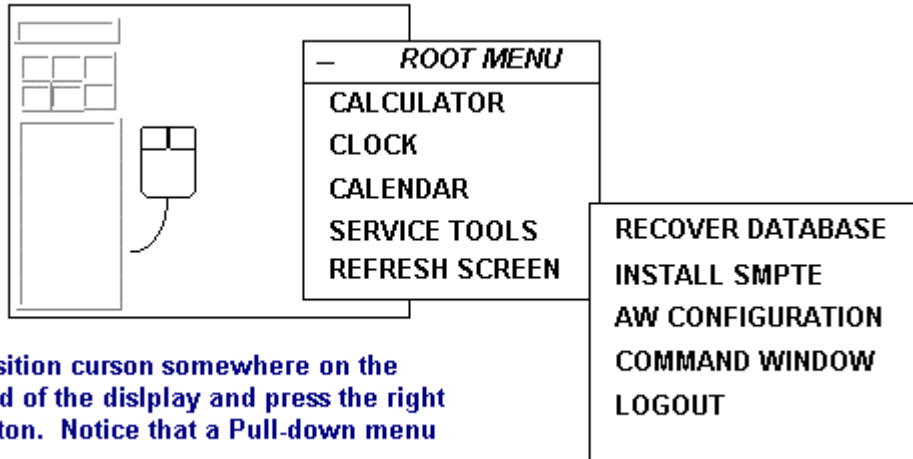 — ROOT MENU
CALCULATOR
CLOCK
CALENDAR
SERVICE TOOLS
REFRESH SCREEN
RECOVER DATABASE
INSTALL SMPTE
AW CONFIGURATION
COMMAND WINDOW
LOGOUT
sition curson somewhere on the
d of the dislplay and press the right
ton. Notice that a Pull-down menu